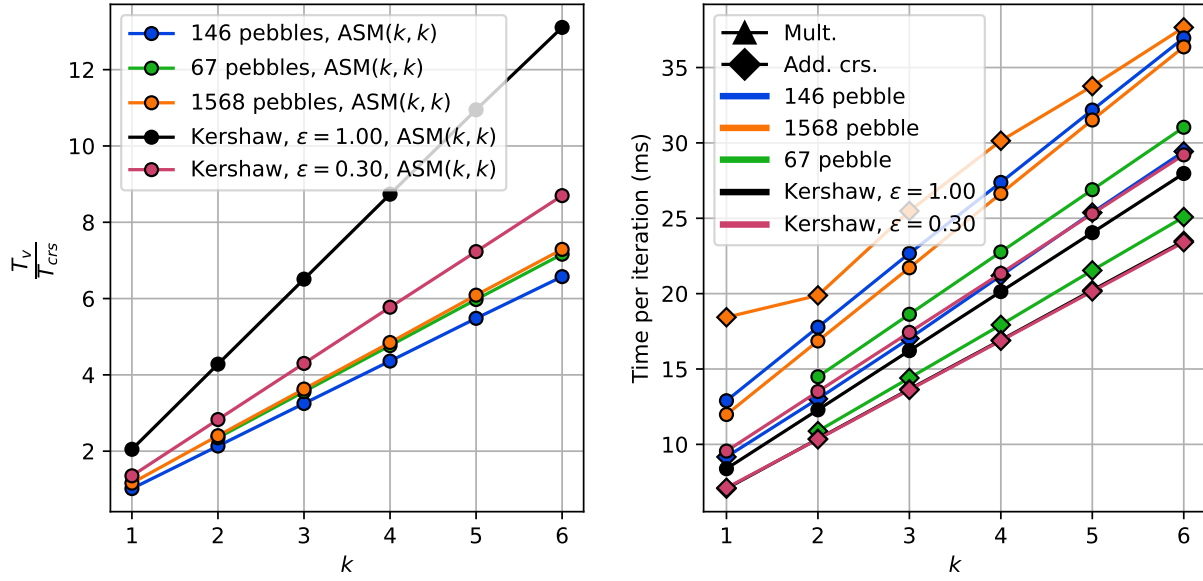 146 pebbles, ASM(k, k)
67 pebbles, ASM(k, k)
1568 pebbles, ASM(k, k)
Kershaw, ε = 1.00, ASM(k, k)
Kershaw, ε = 0.30, ASM(k, k)
12
10
8
6
4
2
T_v
T_crs
1 2 3 4 5 6
k
Mult.
Add. crs.
146 pebble
1568 pebble
67 pebble
Kershaw, ε = 1.00
Kershaw, ε = 0.30
35
30
25
20
15
10
Time per iteration (ms)
1 2 3 4 5 6
k